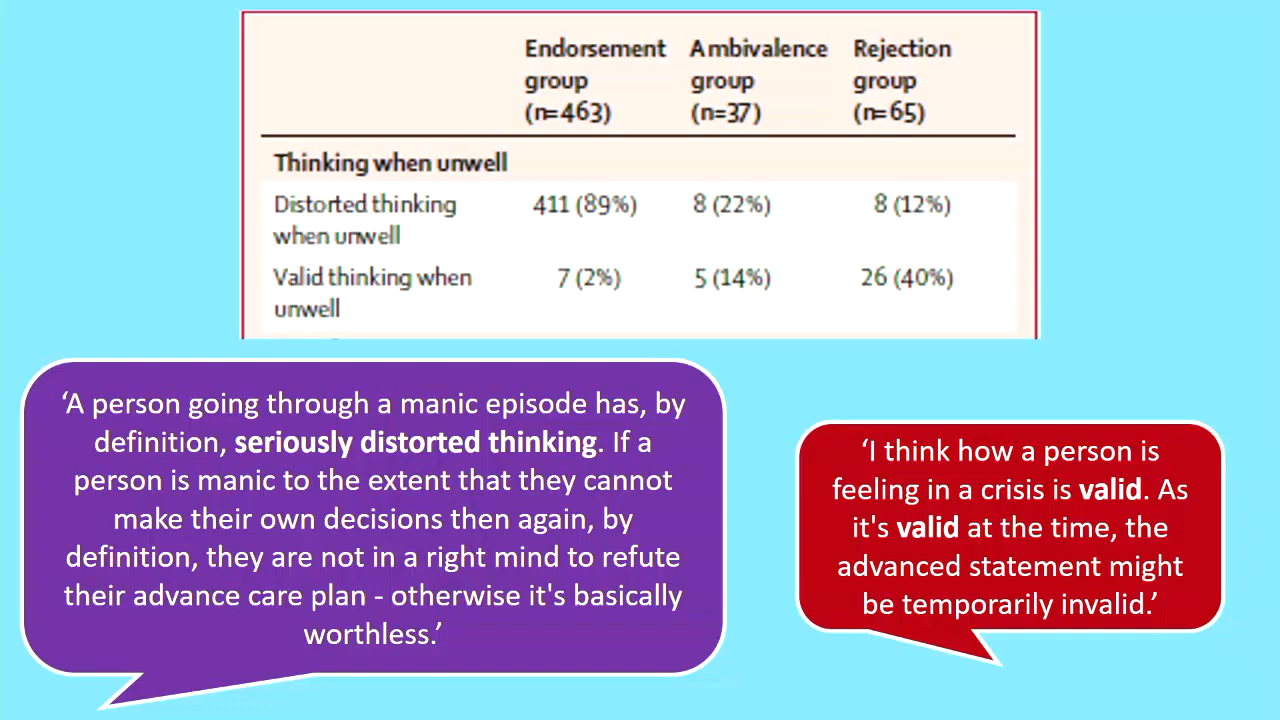 Endorsement Ambivalence Rejection
group group group
(n=463) (n=37) (n=65)
Thinking when unwell
Distorted thinking 411 (89%) 8 (22%) 8 (12%)
when unwell
Valid thinking when 7 (2%) 5 (14%) 26 (40%)
unwell
‘A person going through a manic episode has, by
definition, seriously distorted thinking. If a
person is manic to the extent that they cannot
make their own decisions then again, by
definition, they are not in a right mind to refute
their advance care plan - otherwise it's basically
worthless.’
‘I think how a person is
feeling in a crisis is valid. As
it's valid at the time, the
advanced statement might
be temporarily invalid.’